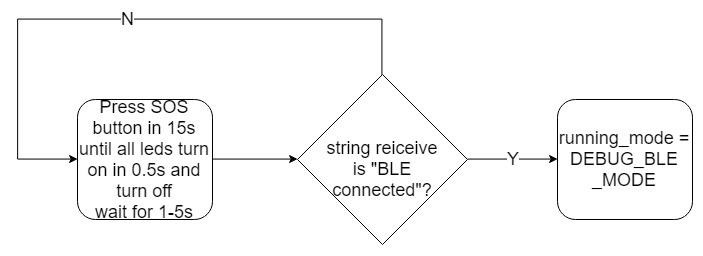 N
Press SOS
button in 15s
until all leds turn
on in 0.5s and
turn off
wait for 1-5s
string reiceive
is "BLE
connected"?
Y
running_mode =
DEBUG_BLE
_MODE